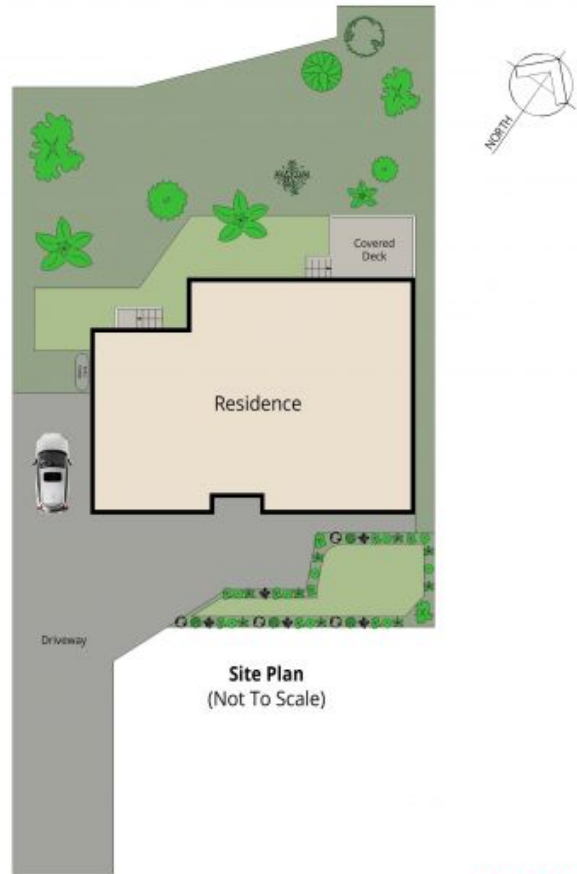 NORTH
Covered
Deck
Residence
Driveway
Site Plan
(Not To Scale)